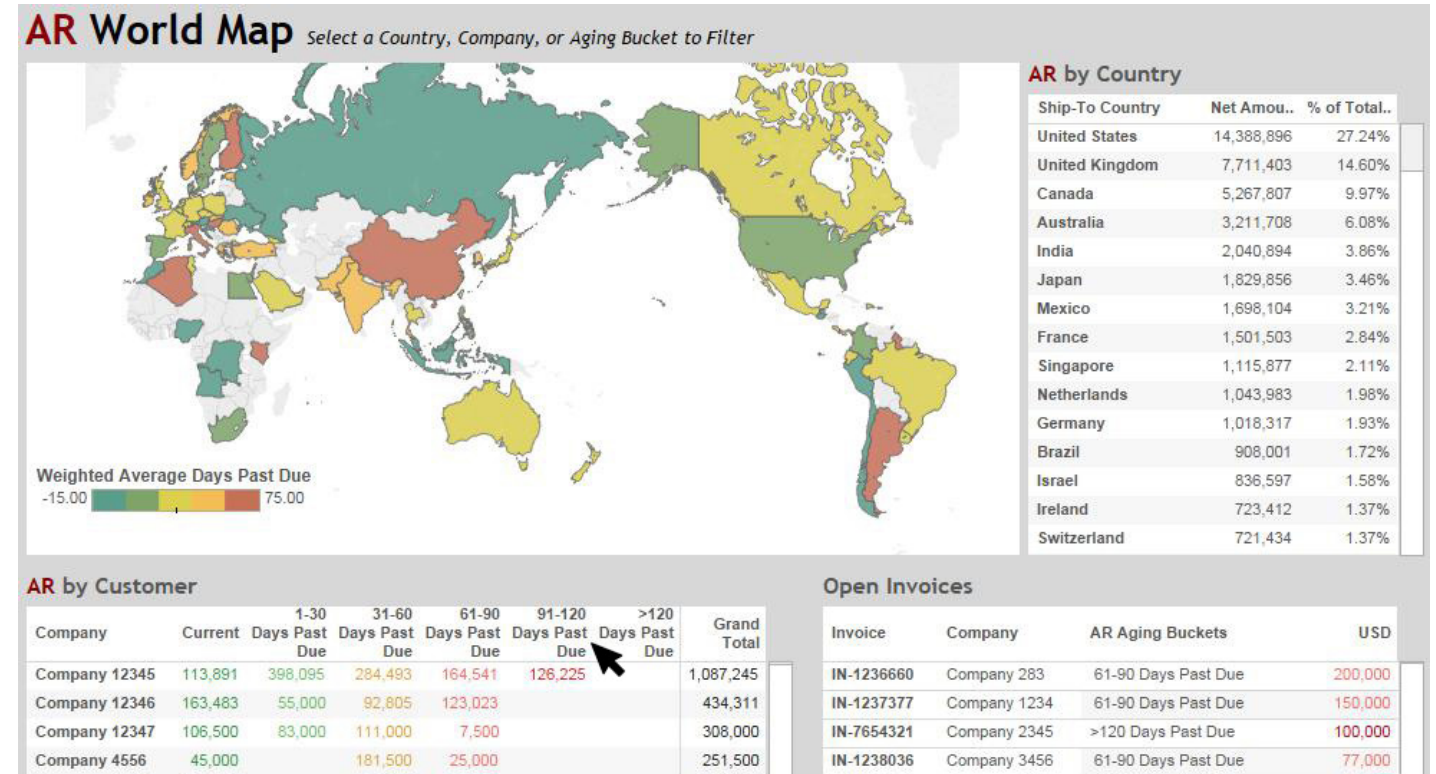 AR World Map Select a Country, Company, or Aging Bucket to Filter
Weighted Average Days Past Due
-15.00 75.00
AR by Country
Ship-To Country Net Amou.. % of Total..
United States 14,388,896 27.24%
United Kingdom 7,711,403 14.60%
Canada 5,267,807 9.97%
Australia 3,211,708 6.08%
India 2,040,894 3.86%
Japan 1,829,856 3.46%
Mexico 1,698,104 3.21%
France 1,501,503 2.84%
Singapore 1,115,877 2.11%
Netherlands 1,043,983 1.98%
Germany 1,018,317 1.93%
Brazil 908,001 1.72%
Israel 836,597 1.58%
Ireland 723,412 1.37%
Switzerland 721,434 1.37%
AR by Customer
Company Current 1-30 Days Past Due 31-60 Days Past Due 61-90 Days Past Due 91-120 Days Past Due >120 Days Past Due Grand Total
Company 12345 113,891 398,095 284,493 164,541 126,225 1,087,245
Company 12346 163,483 55,000 92,805 123,023 434,311
Company 12347 106,500 83,000 111,000 7,500 308,000
Company 4556 45,000 181,500 25,000 251,500
Open Invoices
Invoice Company AR Aging Buckets USD
IN-1236660 Company 283 61-90 Days Past Due 200,000
IN-1237377 Company 1234 61-90 Days Past Due 150,000
IN-7654321 Company 2345 >120 Days Past Due 100,000
IN-1238036 Company 3456 61-90 Days Past Due 77,000